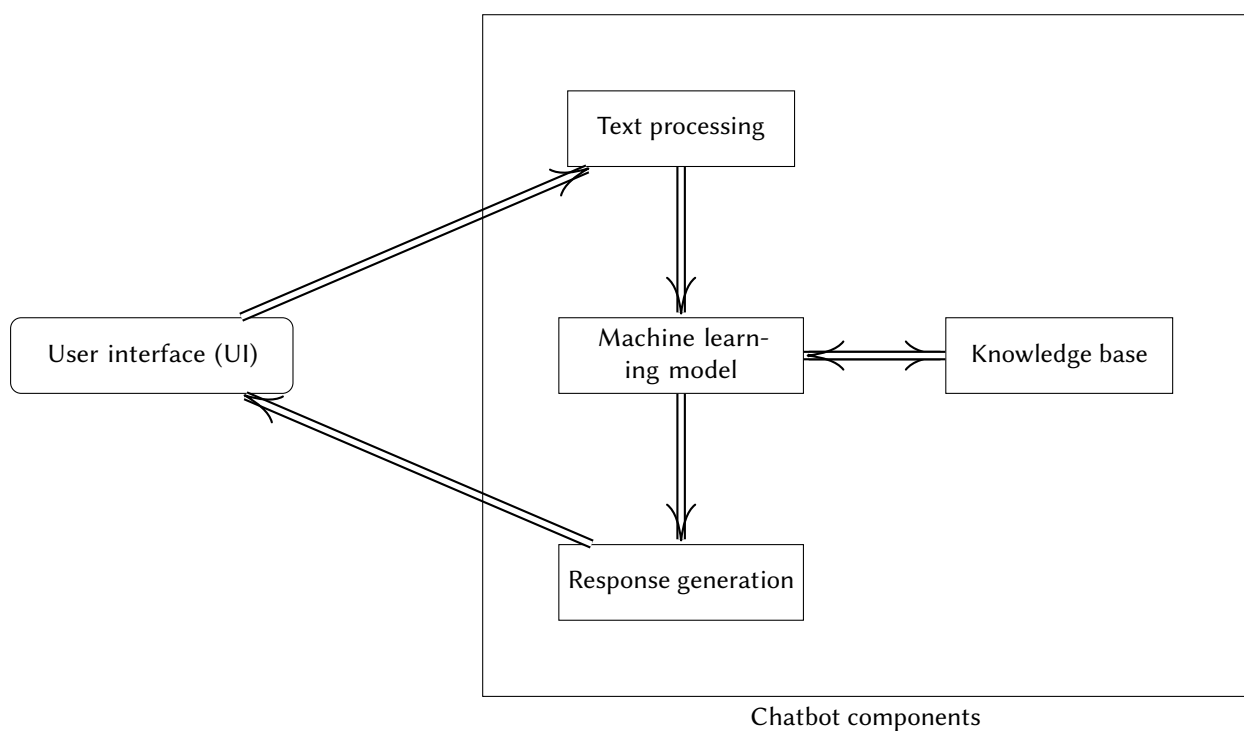 Text processing
User interface (UI)
Machine learn-
ing model
Knowledge base
Response generation
Chatbot components